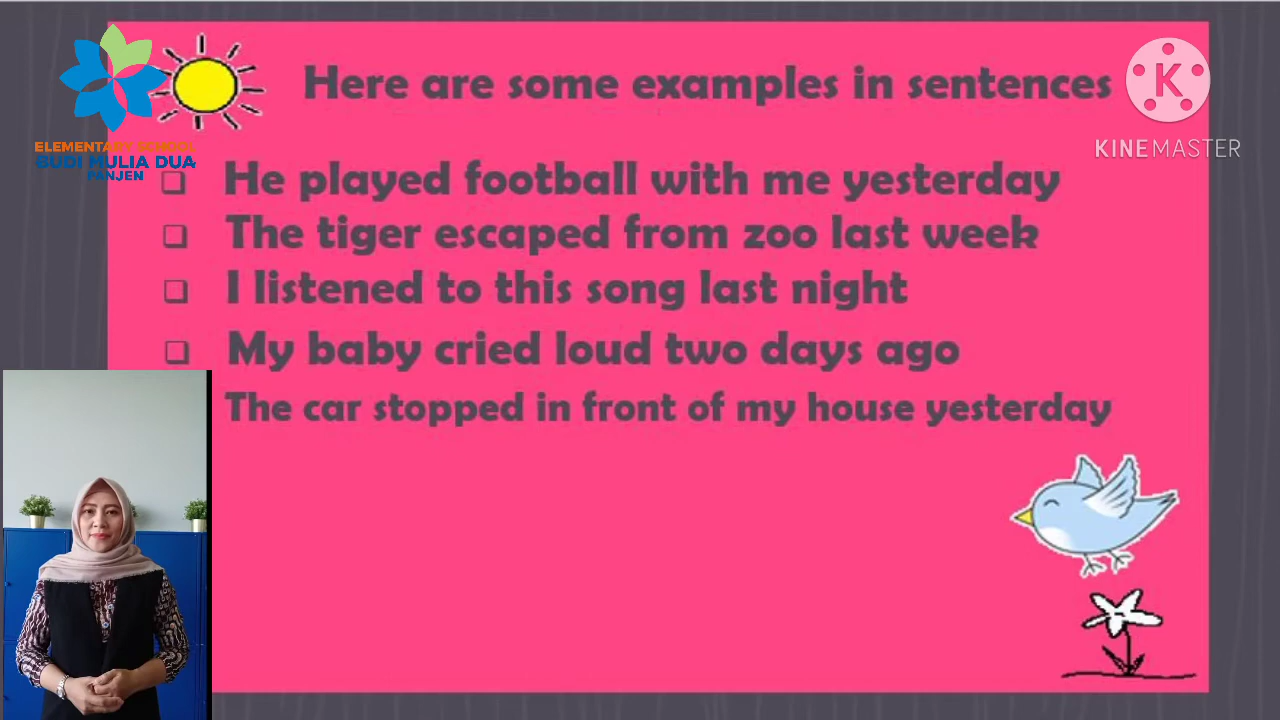 Here are some examples in sentences
ELEMENTARY SCHOOL
BUDI MULIA DUA
PANJEN
K
KINEMASTER
He played football with me yesterday
The tiger escaped from zoo last week
I listened to this song last night
My baby cried loud two days ago
The car stopped in front of my house yesterday